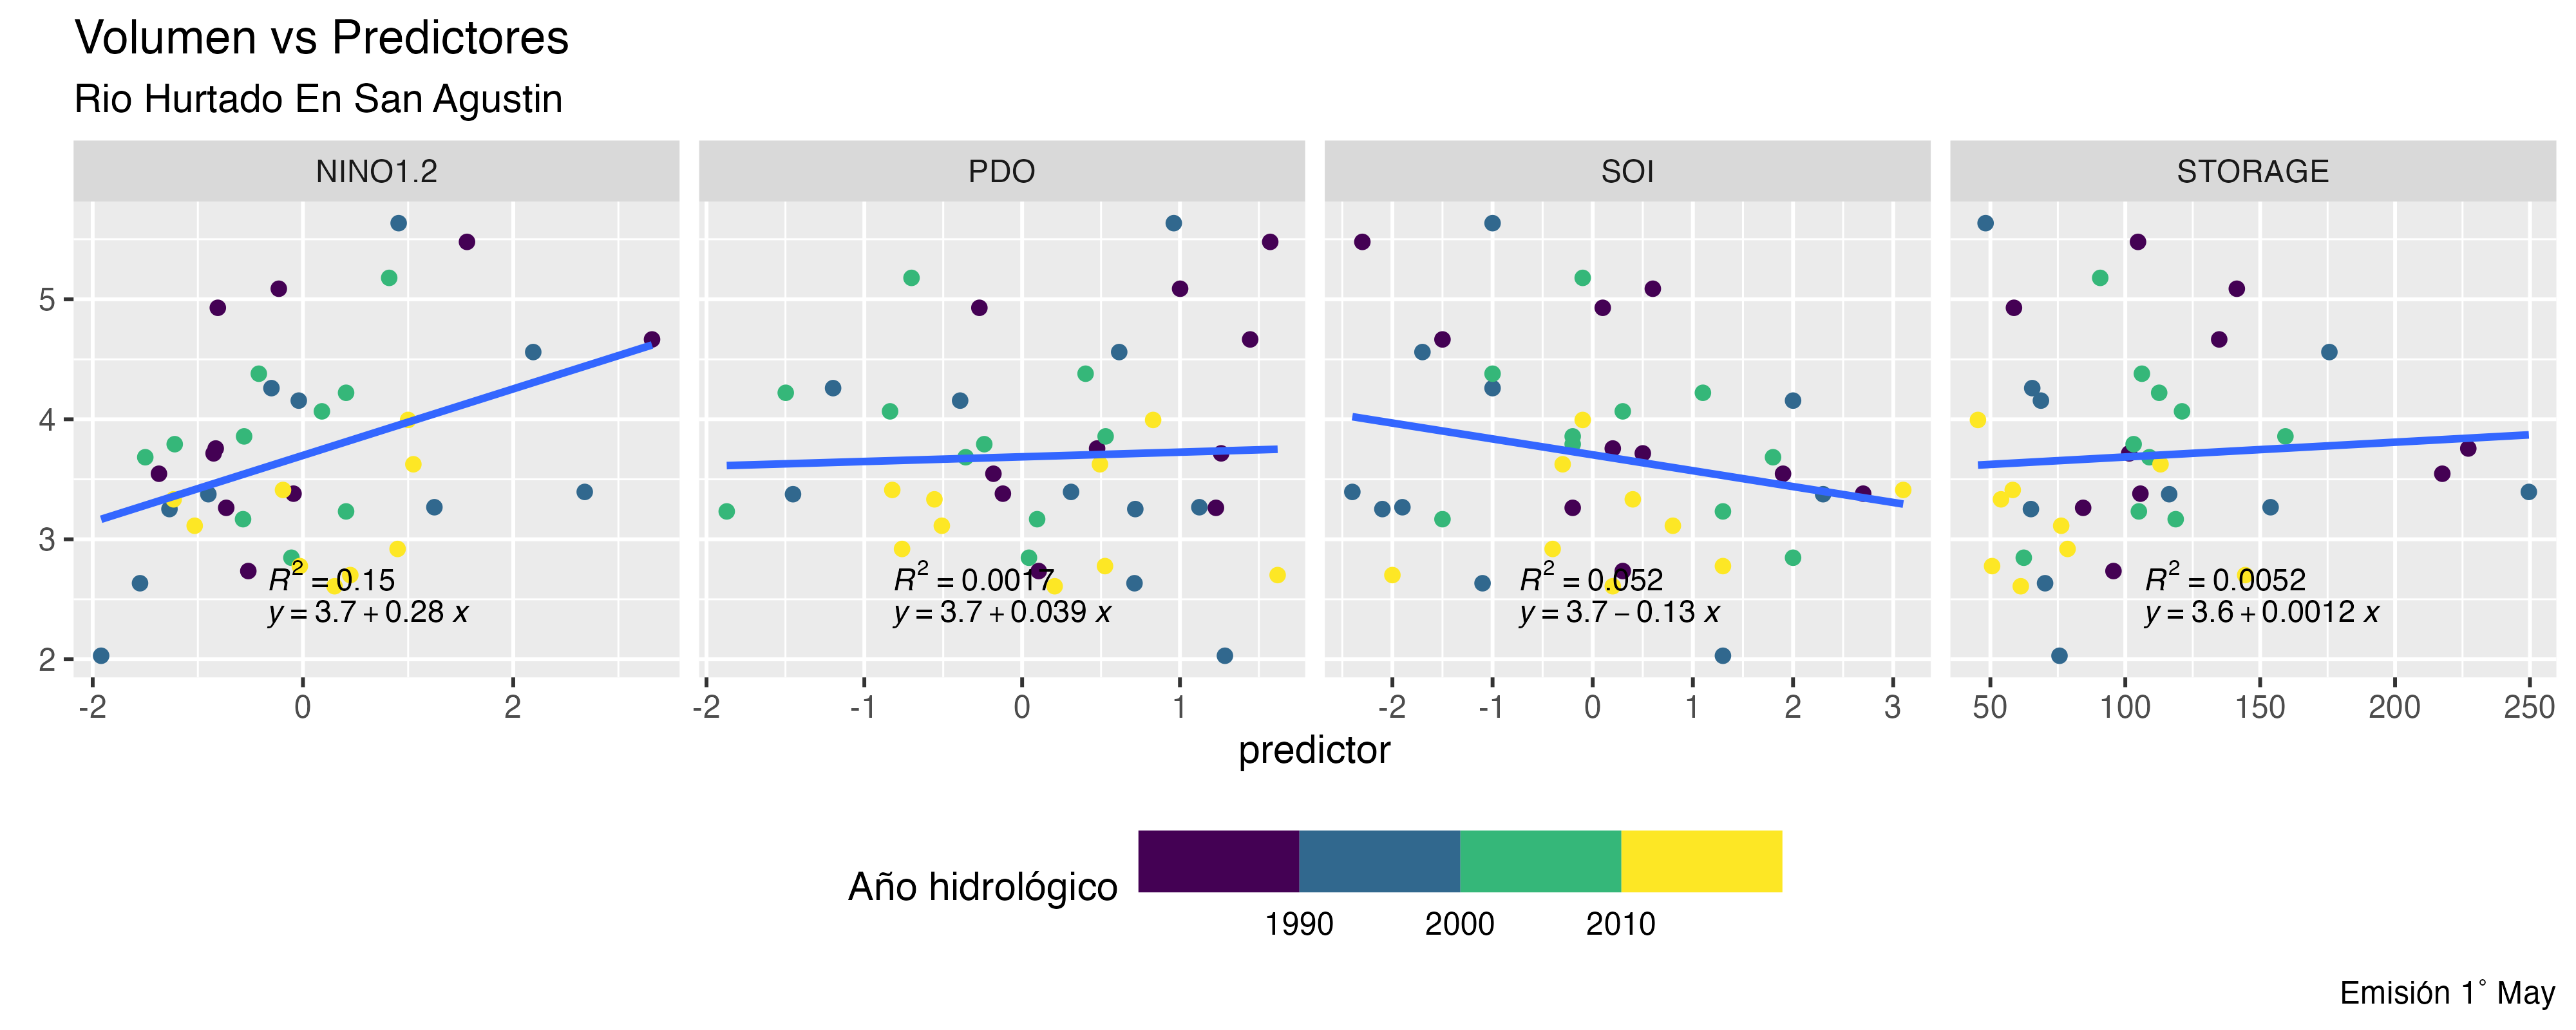 Volumen vs Predictores
Rio Hurtado En San Agustin
NINO1.2 PDO SOI STORAGE
5
4
3
2
R² = 0.15 R² = 0.0017 R² = 0.052 R² = 0.0052
y = 3.7 + 0.28 x y = 3.7 + 0.039 x y = 3.7 − 0.13 x y = 3.6 + 0.0012 x
-2 0 2 -2 -1 0 1 -2 -1 0 1 2 3 50 100 150 200 250
predictor
Año hidrológico
1990 2000 2010
Emisión 1° May